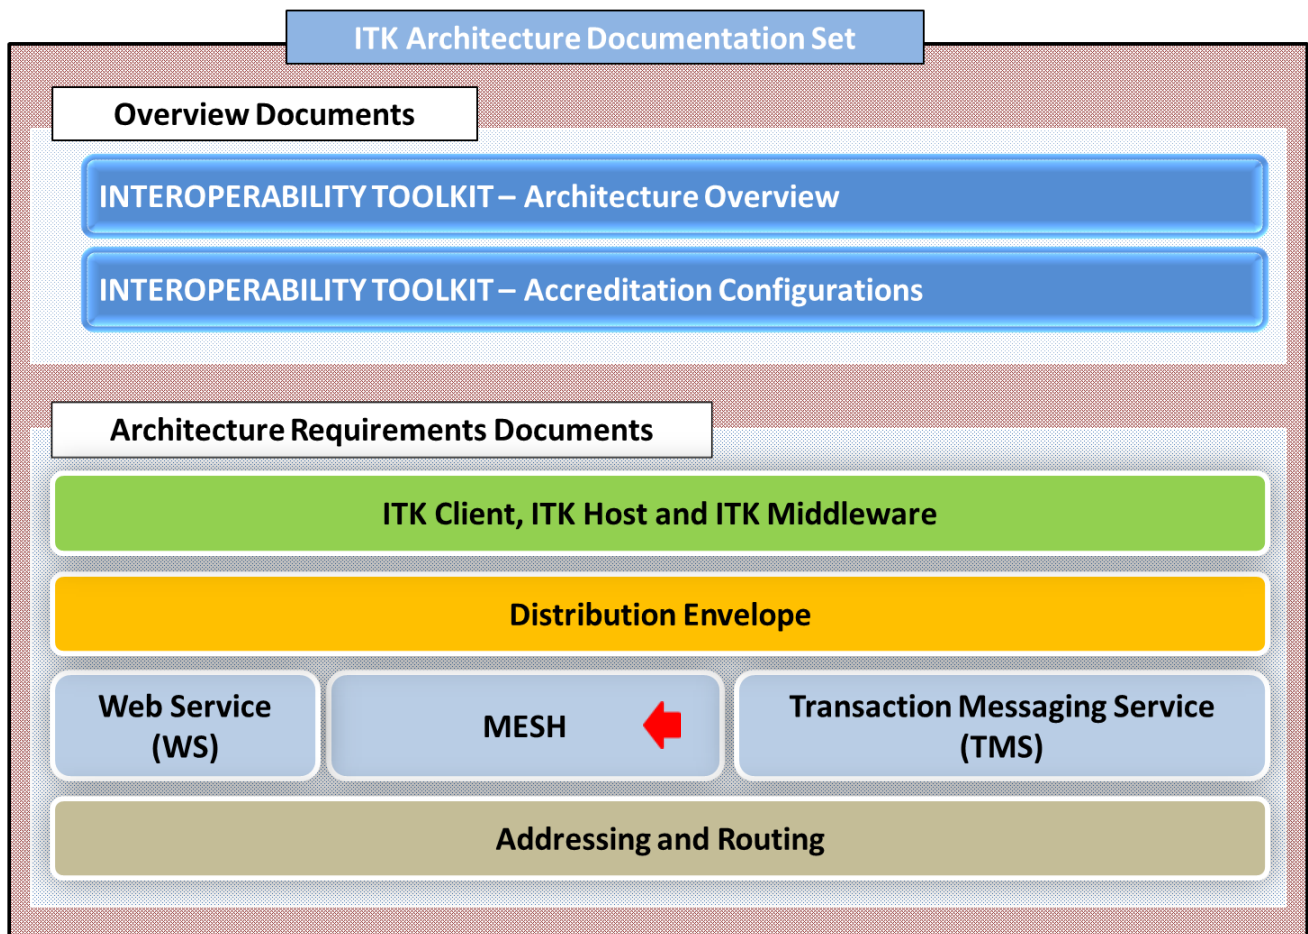 ITK Architecture Documentation Set
Overview Documents
INTEROPERABILITY TOOLKIT – Architecture Overview
INTEROPERABILITY TOOLKIT – Accreditation Configurations
Architecture Requirements Documents
ITK Client, ITK Host and ITK Middleware
Distribution Envelope
Web Service
(WS)
MESH
Transaction Messaging Service
(TMS)
Addressing and Routing